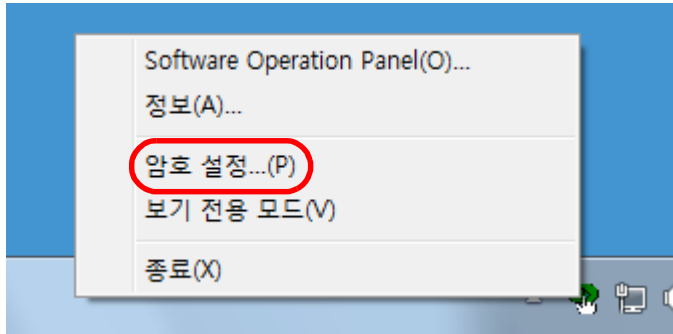 Software Operation Panel(O)...
정보(A)...
암호 설정...(P)
보기 전용 모드(V)
종료(X)